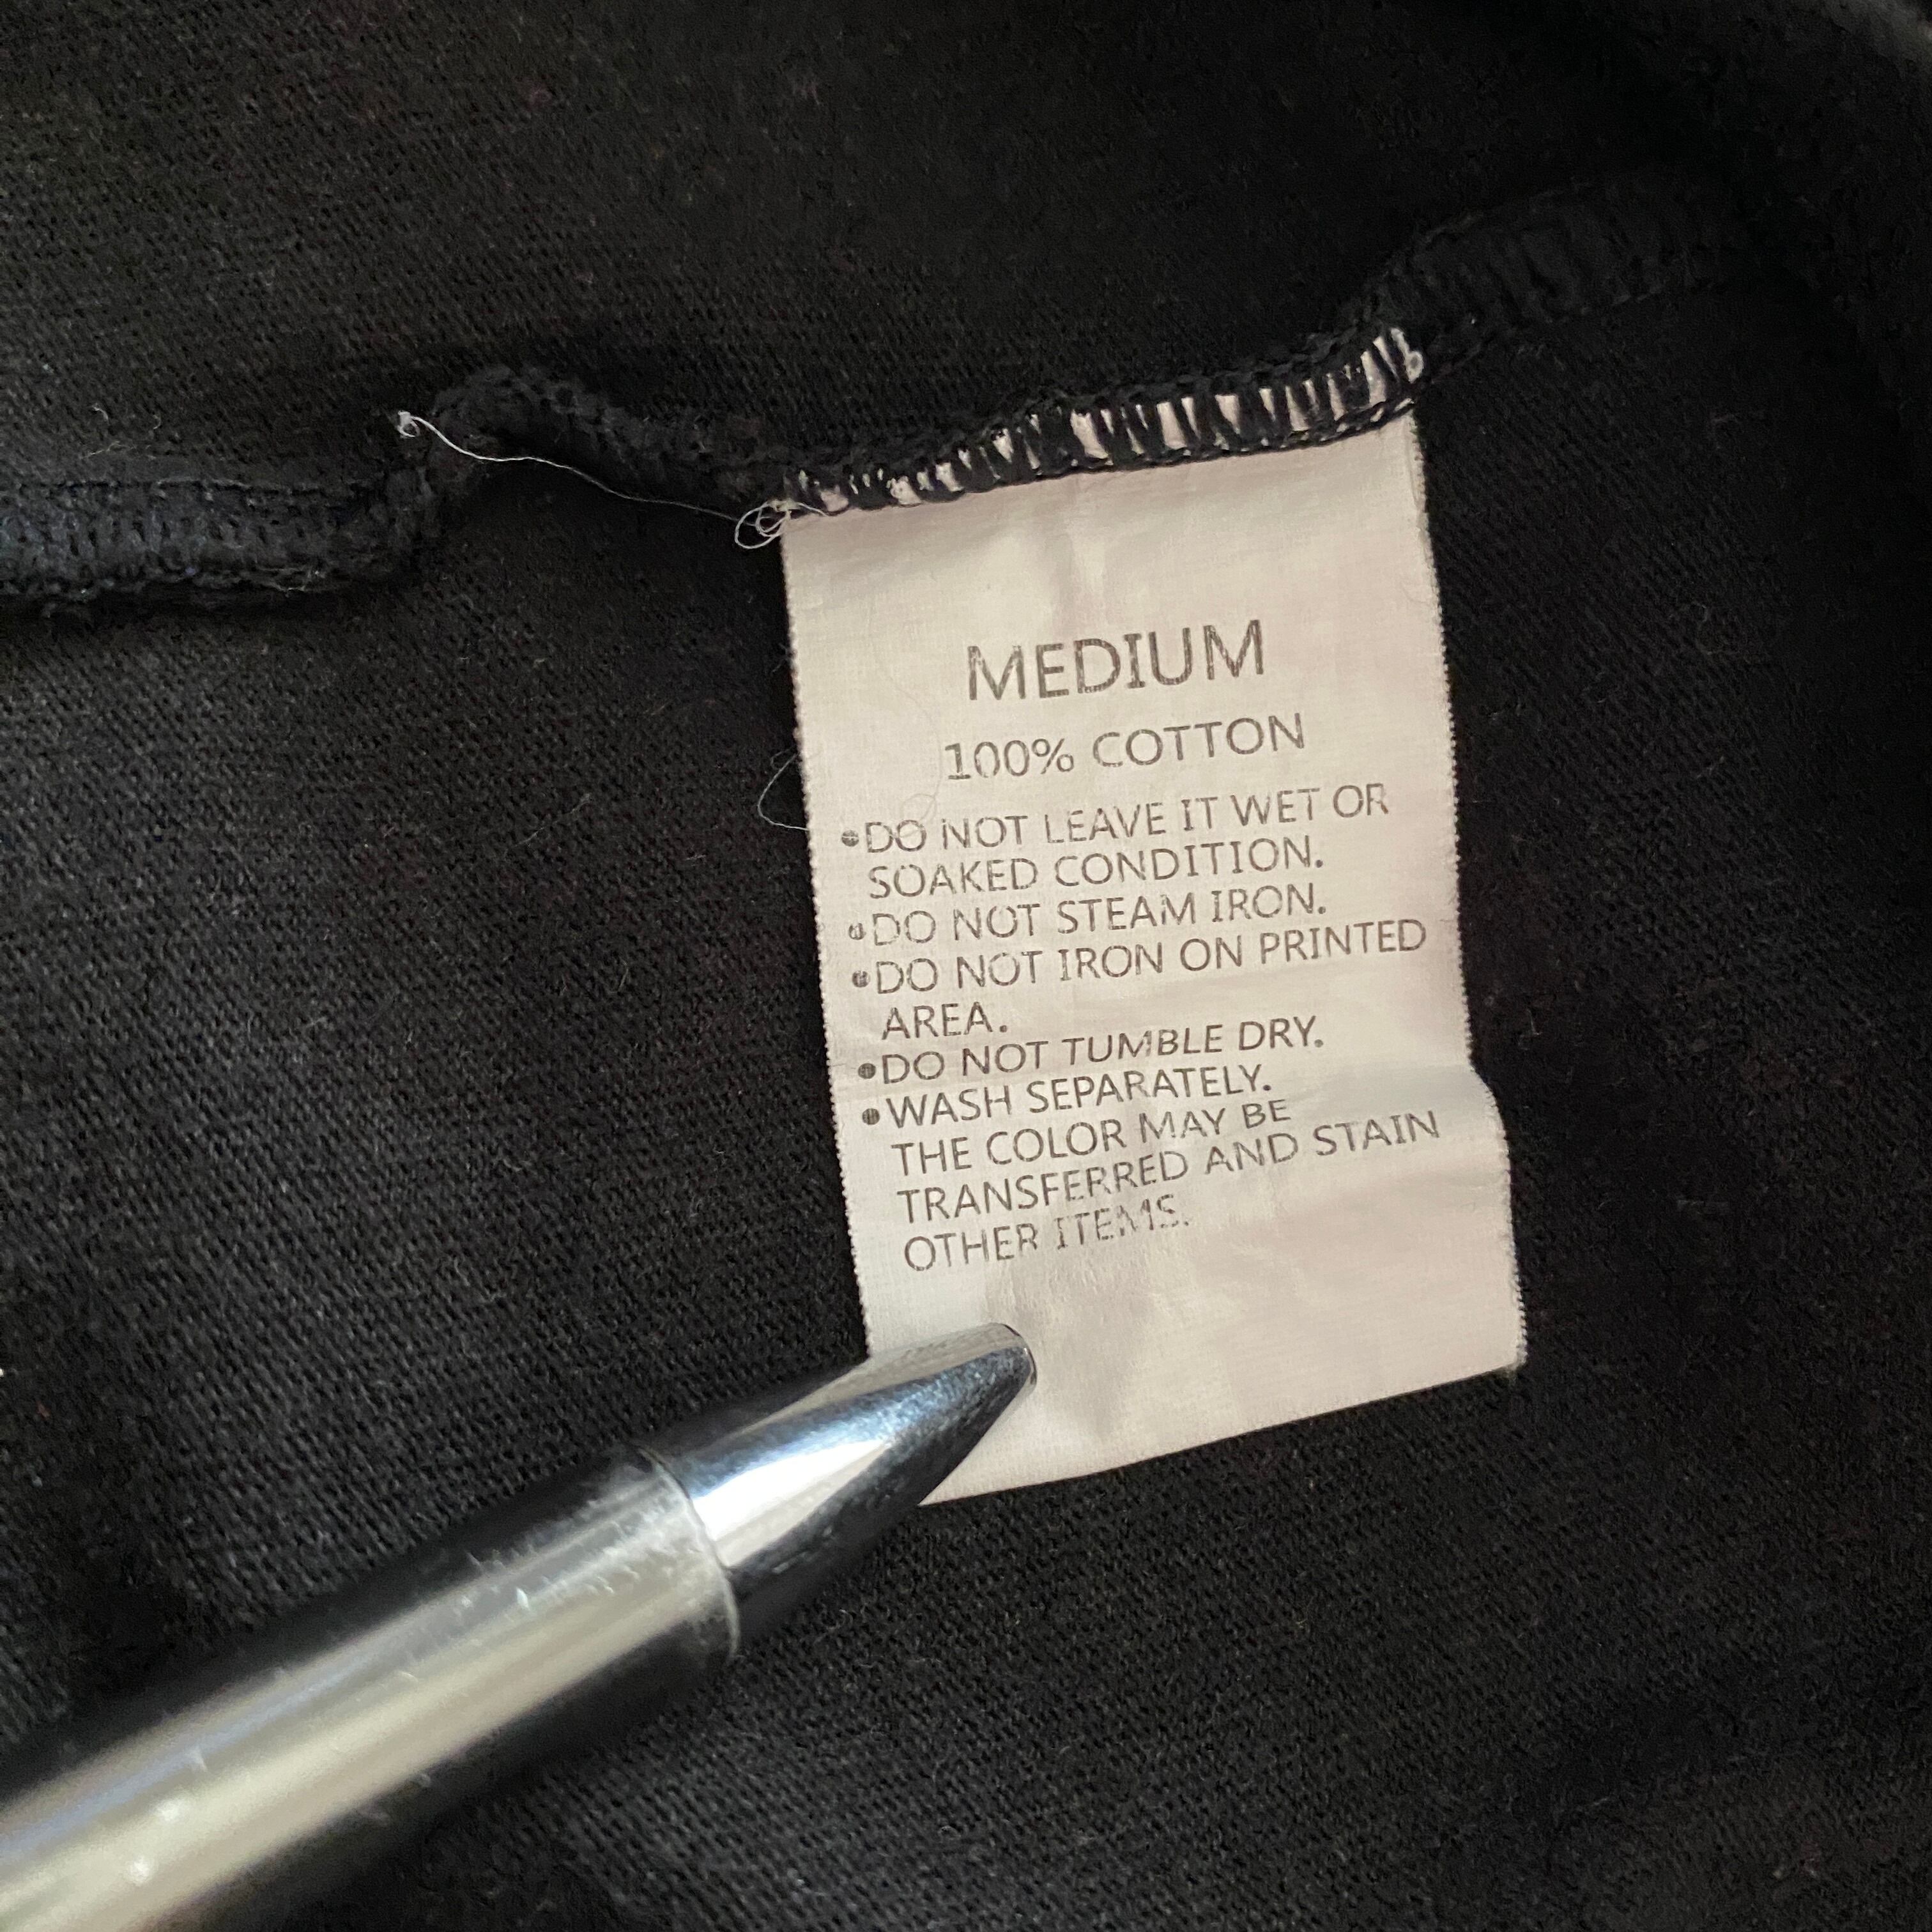 MEDIUM
100% COTTON
•DO NOT LEAVE IT WET OR
SOAKED CONDITION.
•DO NOT STEAM IRON.
•DO NOT IRON ON PRINTED
AREA.
•DO NOT TUMBLE DRY.
•WASH SEPARATELY.
THE COLOR MAY BE
TRANSFERRED AND STAIN
OTHER ITEMS.